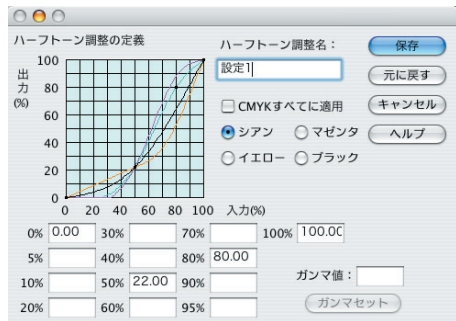 ハーフトーン調整の定義
ハーフトーン調整名：
設定1
保存
元に戻す
キャンセル
ヘルプ
CMYKすべてに適用
シアン マゼンタ
イエロー ブラック
出力(%)
100
80
60
40
20
0
0 20 40 60 80 100 入力(%)
0% 0.00 30% 70% 100% 100.00
5% 40% 80% 80.00
10% 50% 22.00 90% ガンマ値：
20% 60% 95% ガンマセット